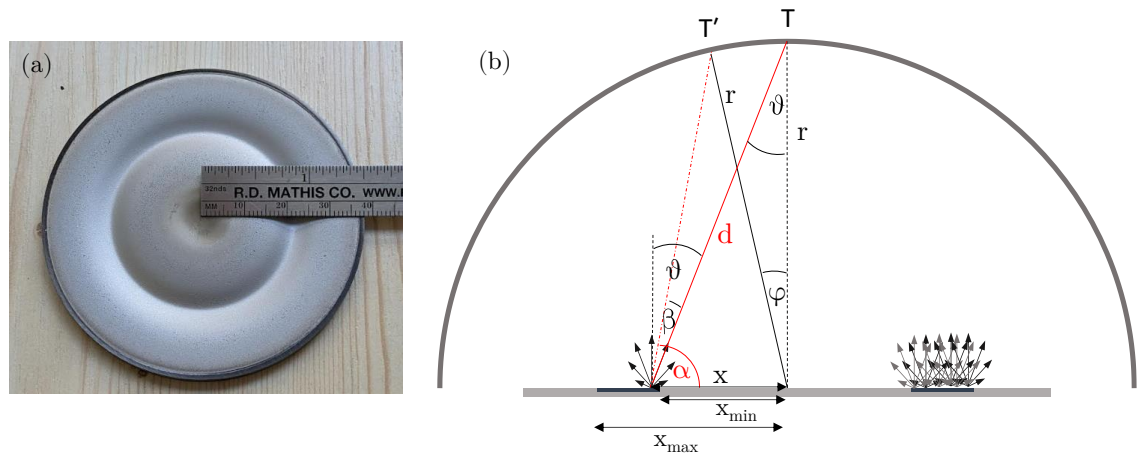 (a)
1
32nds
R.D. MATHIS CO. WWW.
MM 10 20 30 40
(b)
T′
T
r
ϑ
r
d
ϑ
φ
β
α
x
x_min
x_max